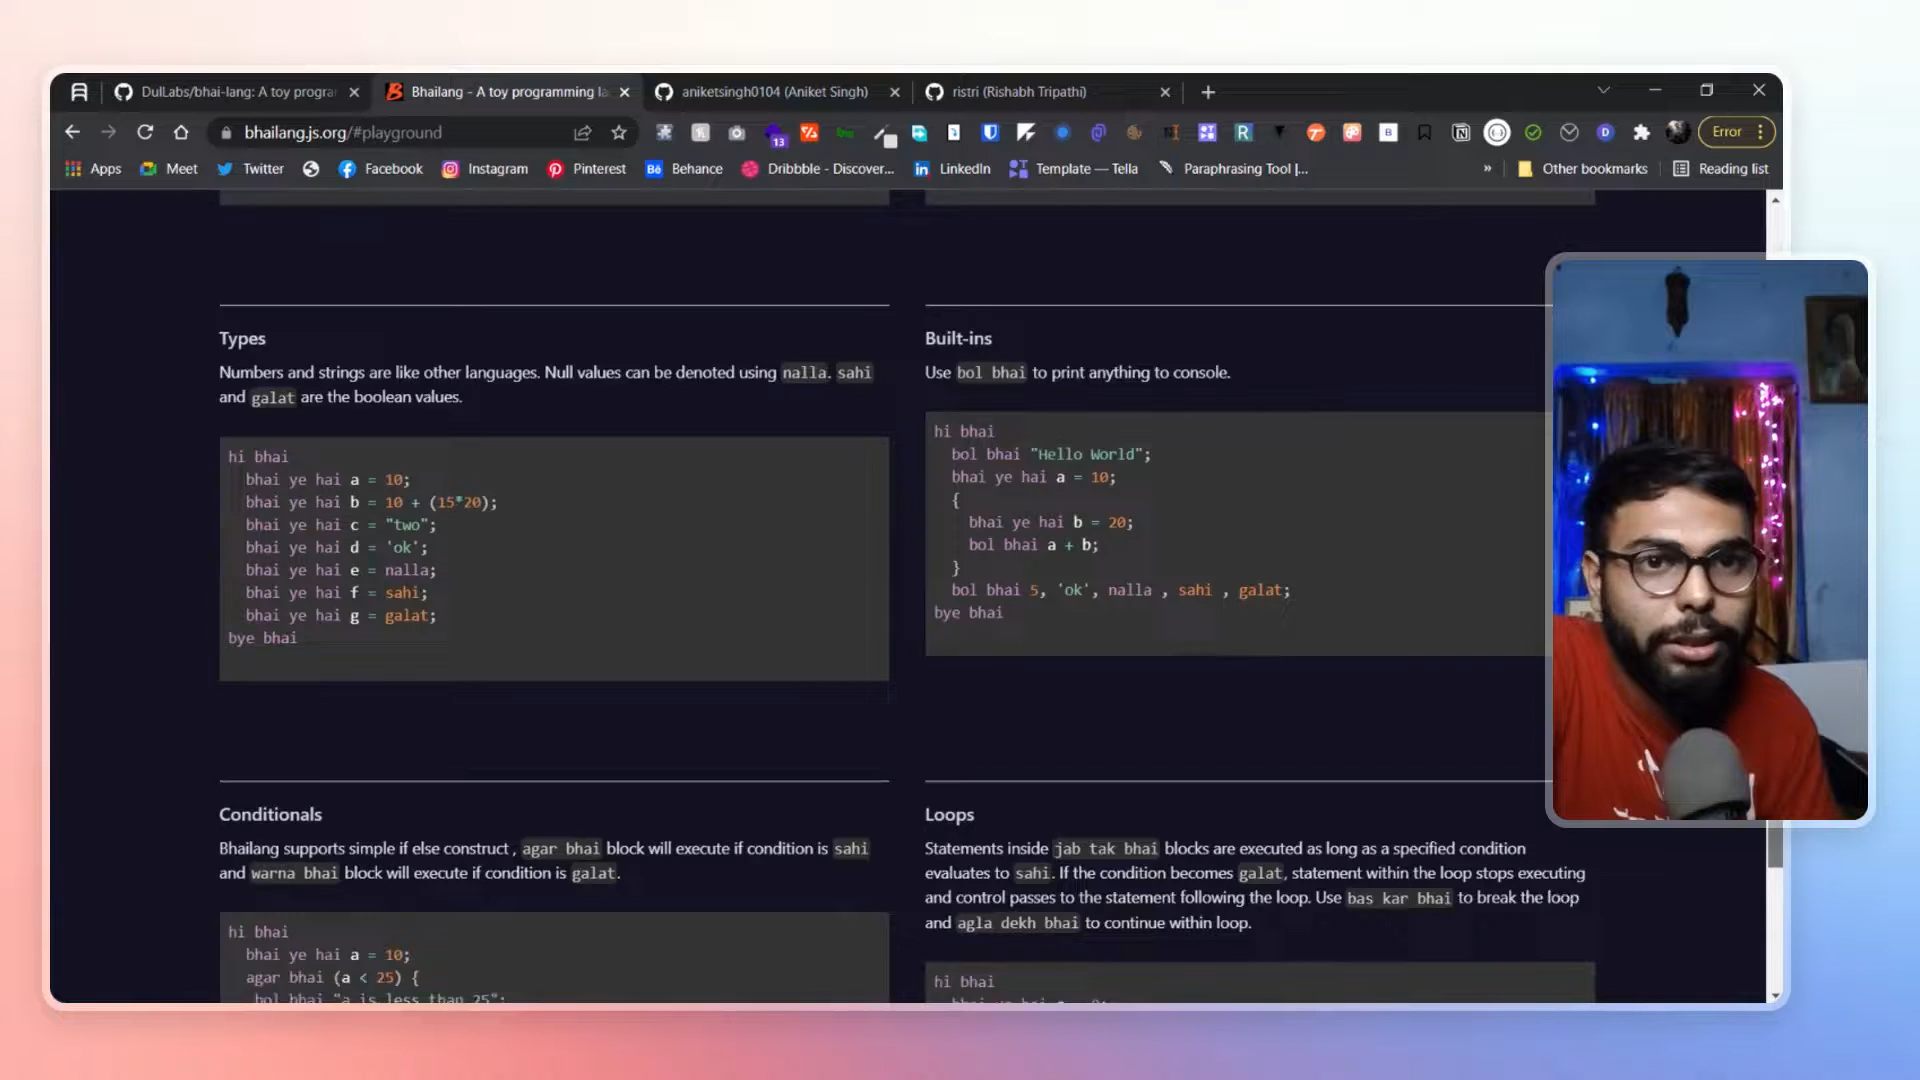 DulLabs/bhai-lang: A toy progra
Bhailang - A toy programming la
aniketsingh0104 (Aniket Singh)
ristri (Rishabh Tripathi)
bhailang.js.org/#playground
13
Error
Apps
Meet
Twitter
Facebook
Instagram
Pinterest
Behance
Dribbble - Discover...
LinkedIn
Template — Tella
Paraphrasing Tool |...
»
Other bookmarks
Reading list
Types
Numbers and strings are like other languages. Null values can be denoted using nalla. sahi
and galat are the boolean values.
hi bhai
bhai ye hai a = 10;
bhai ye hai b = 10 + (15*20);
bhai ye hai c = "two";
bhai ye hai d = 'ok';
bhai ye hai e = nalla;
bhai ye hai f = sahi;
bhai ye hai g = galat;
bye bhai
Built-ins
Use bol bhai to print anything to console.
hi bhai
bol bhai "Hello World";
bhai ye hai a = 10;
{
bhai ye hai b = 20;
bol bhai a + b;
}
bol bhai 5, 'ok', nalla , sahi , galat;
bye bhai
Conditionals
Bhailang supports simple if else construct , agar bhai block will execute if condition is sahi
and warna bhai block will execute if condition is galat.
hi bhai
bhai ye hai a = 10;
agar bhai (a < 25) {
bol bhai "a is less than 25";
Loops
Statements inside jab tak bhai blocks are executed as long as a specified condition
evaluates to sahi. If the condition becomes galat, statement within the loop stops executing
and control passes to the statement following the loop. Use bas kar bhai to break the loop
and agla dekh bhai to continue within loop.
hi bhai